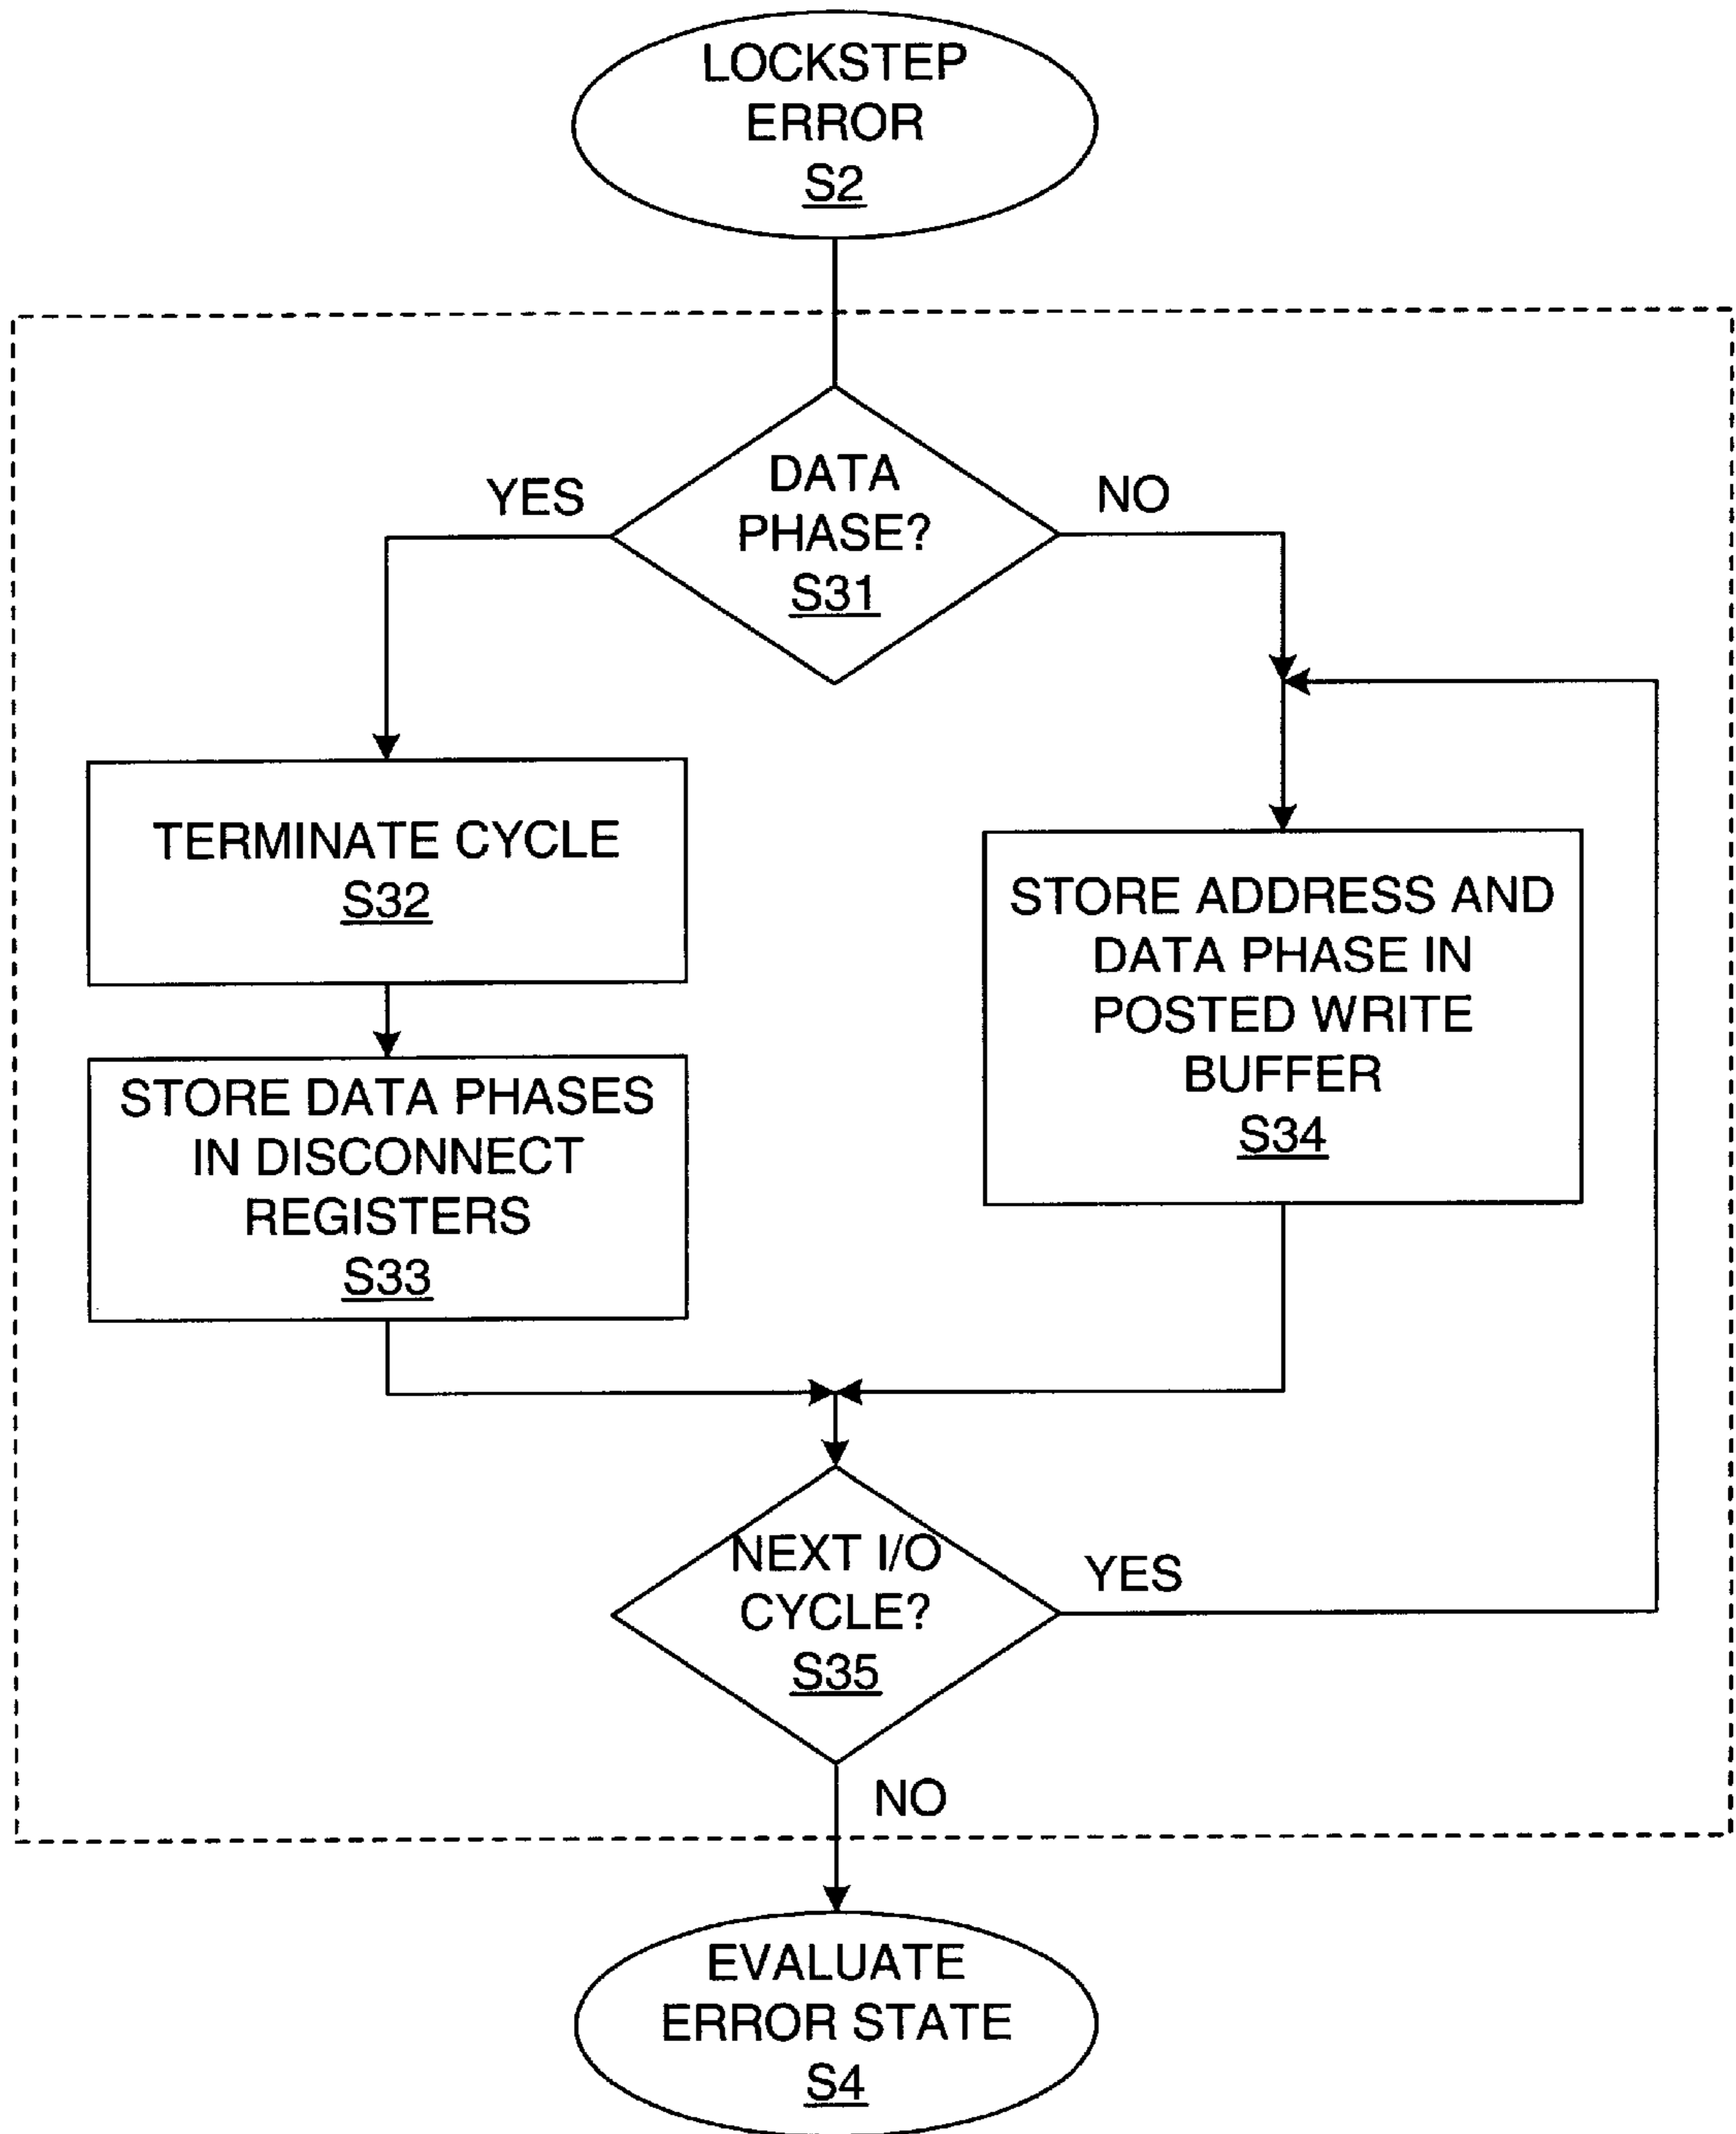 LOCKSTEP
ERROR
S2
DATA
PHASE?
S31
YES
NO
TERMINATE CYCLE
S32
STORE DATA PHASES
IN DISCONNECT
REGISTERS
S33
STORE ADDRESS AND
DATA PHASE IN
POSTED WRITE
BUFFER
S34
NEXT I/O
CYCLE?
S35
YES
NO
EVALUATE
ERROR STATE
S4